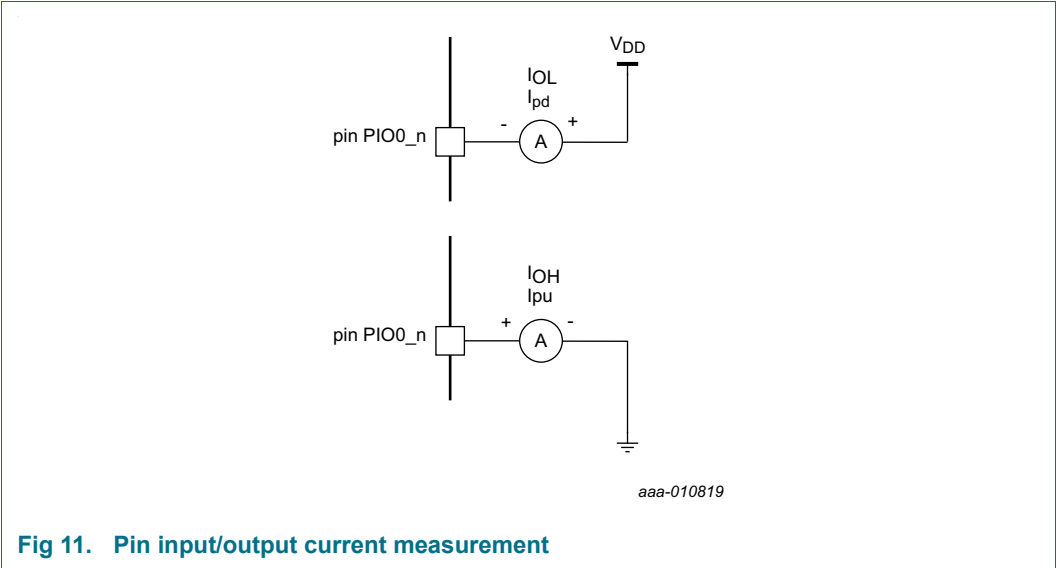 VDD
IOL
Ipd
- +
pin PIO0_n
A
IOH
Ipu
+ -
pin PIO0_n
A
aaa-010819
Fig 11. Pin input/output current measurement